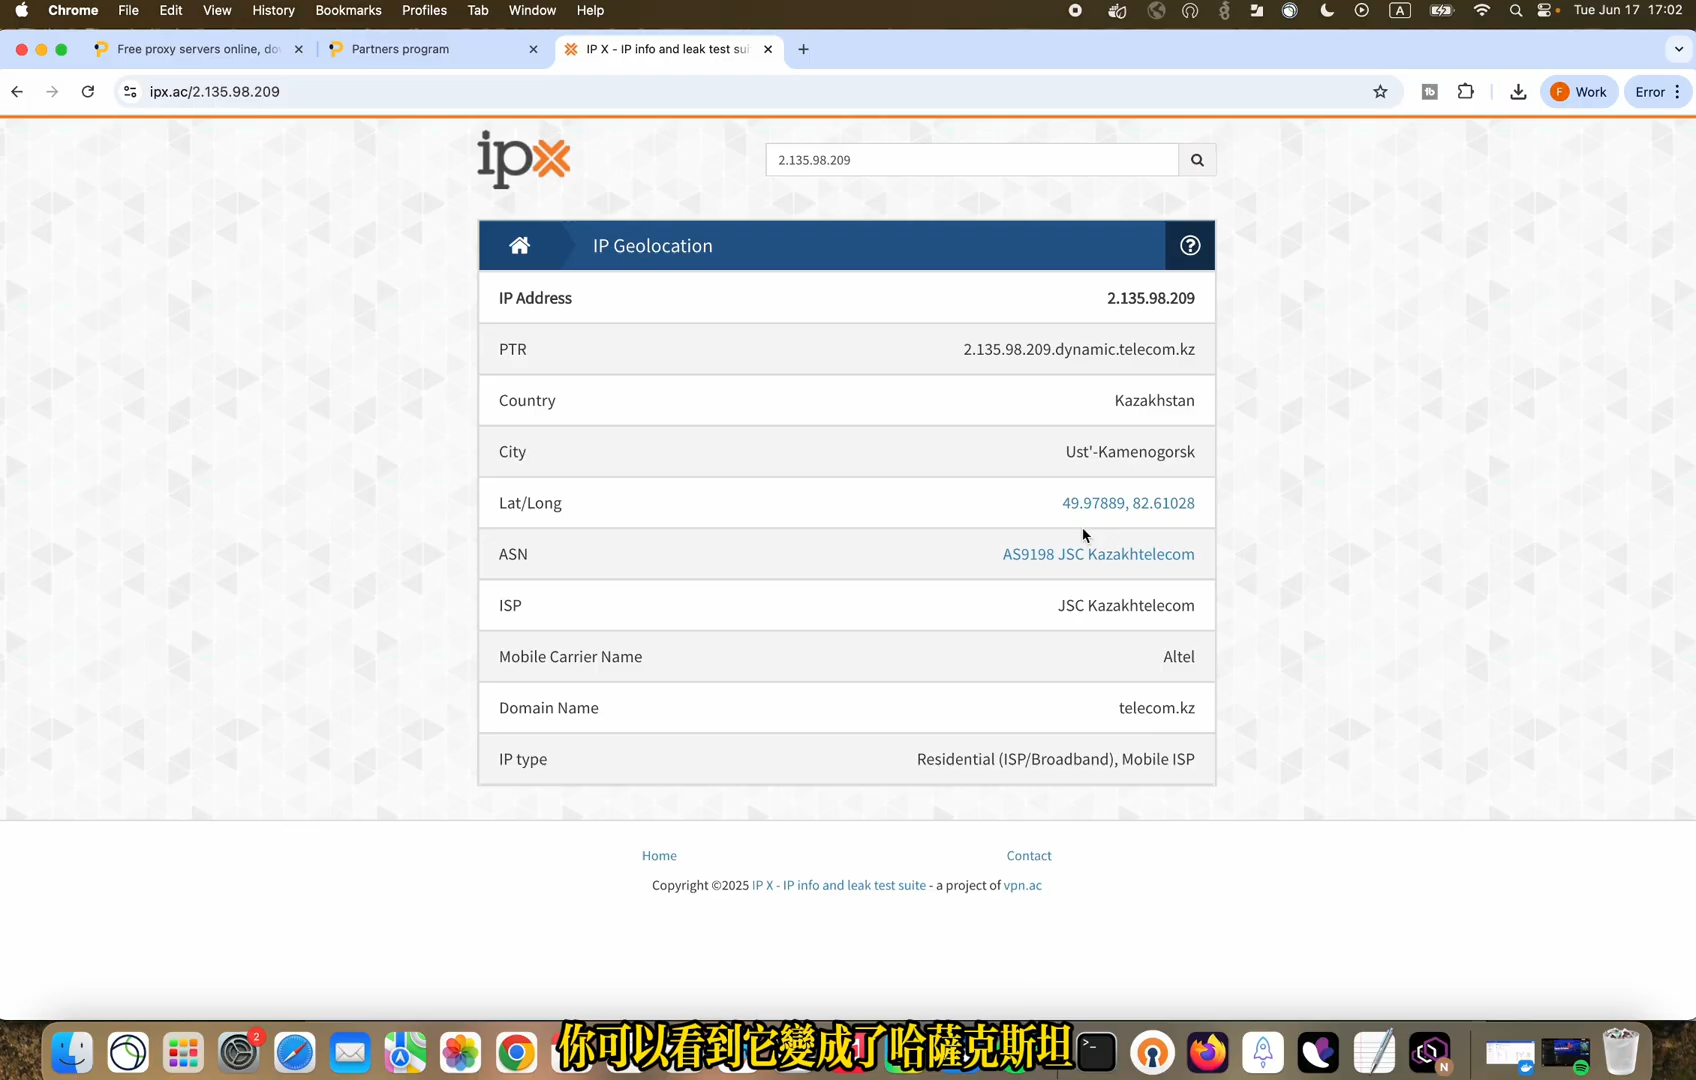 Chrome File Edit View History Bookmarks Profiles Tab Window Help A Tue Jun 17 17:02
Free proxy servers online, do Partners program IP X - IP info and leak test sui
ipx.ac/2.135.98.209 F Work Error
ipx 2.135.98.209
IP Geolocation
IP Address 2.135.98.209
PTR 2.135.98.209.dynamic.telecom.kz
Country Kazakhstan
City Ust'-Kamenogorsk
Lat/Long 49.97889, 82.61028
ASN AS9198 JSC Kazakhtelecom
ISP JSC Kazakhtelecom
Mobile Carrier Name Altel
Domain Name telecom.kz
IP type Residential (ISP/Broadband), Mobile ISP
Home Contact
Copyright ©2025 IP X - IP info and leak test suite - a project of vpn.ac
2
你可以看到它變成了哈薩克斯坦
N